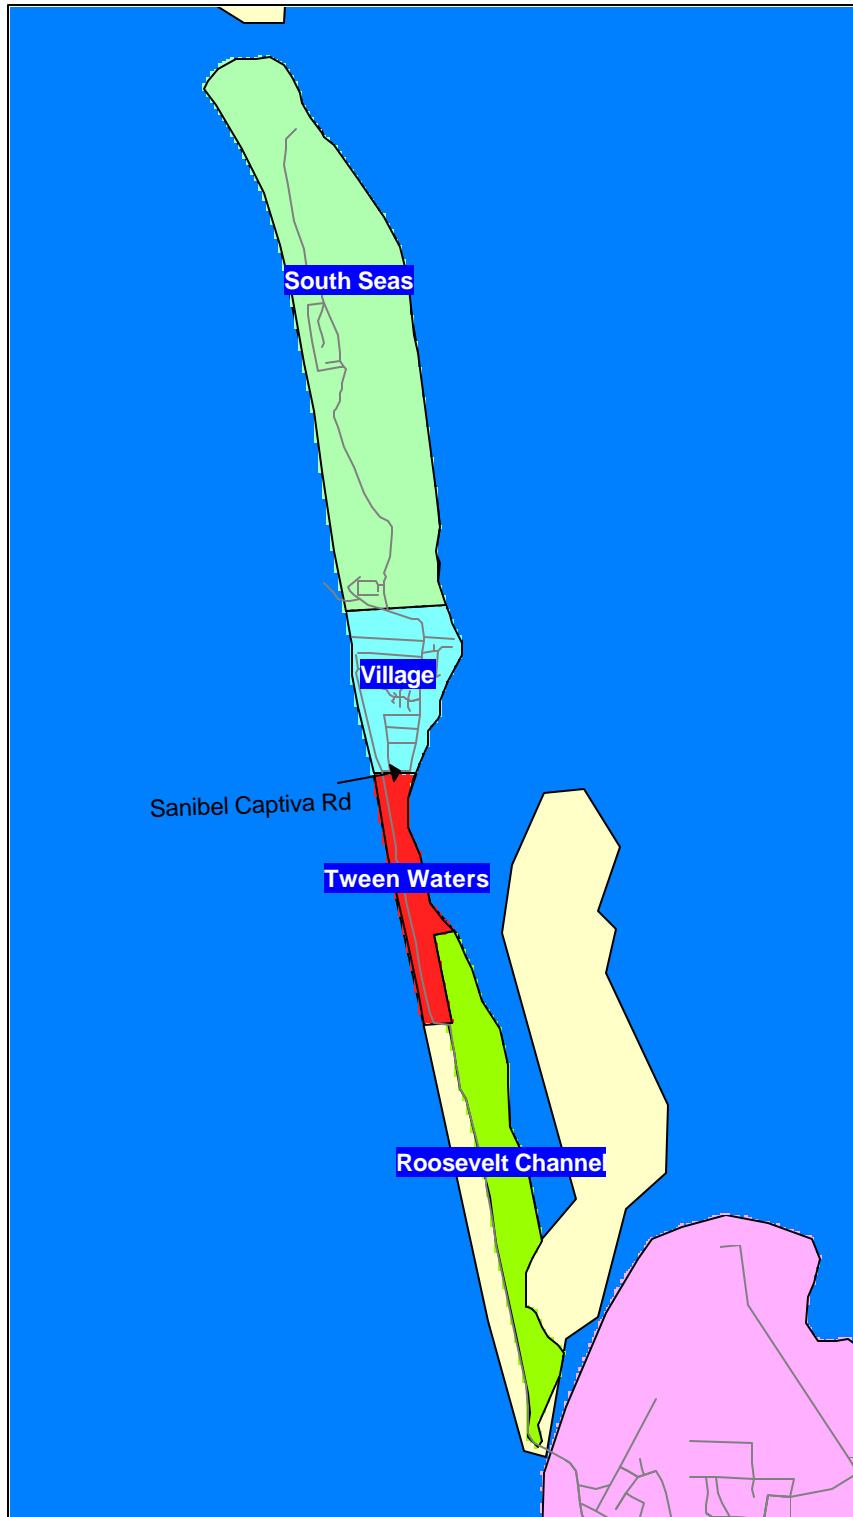 South Seas
Village
Sanibel Captiva Rd
Tween Waters
Roosevelt Channel